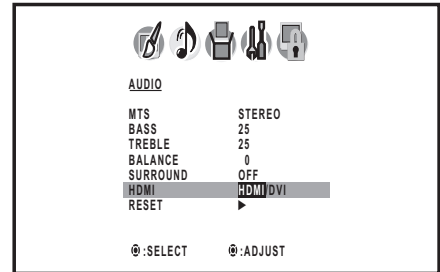 AUDIO
MTS STEREO
BASS 25
TREBLE 25
BALANCE 0
SURROUND OFF
HDMI HDMI/DVI
RESET ▶
:SELECT :ADJUST